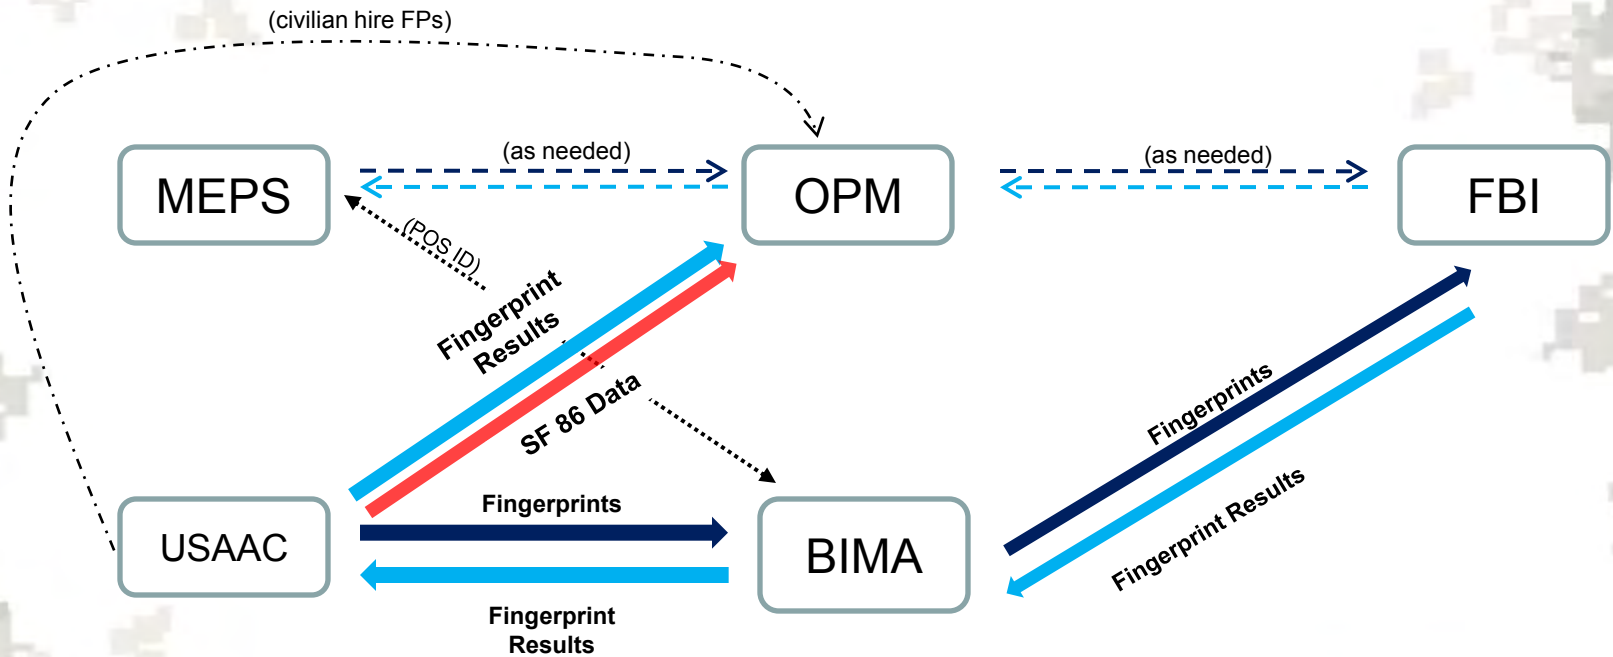 (civilian hire FPs)
(as needed)
(as needed)
MEPS
OPM
FBI
(POS ID)
Fingerprint
Results
SF 86 Data
Fingerprints
Fingerprint Results
Fingerprints
USAAC
BIMA
Fingerprint
Results